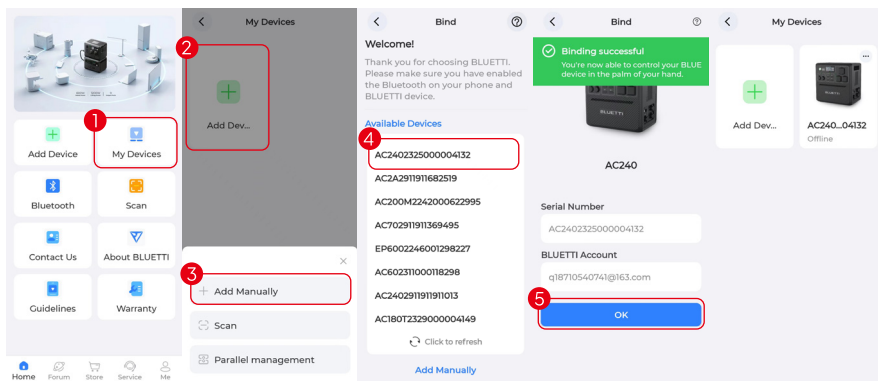 1
Add Device
My Devices
Bluetooth
Scan
Contact Us
About BLUETTI
Guidelines
Warranty
Home
Forum
Store
Service
Me
My Devices
2
Add Dev...
3
Add Manually
Scan
Parallel management
Bind
Welcome!
Thank you for choosing BLUETTI.
Please make sure you have enabled
the Bluetooth on your phone and
BLUETTI device.
Available Devices
4
AC2402325000004132
AC2A2911911682519
AC200M2242000622995
AC702911911369495
EP6002246001298227
AC602311000118298
AC2402911911911013
AC180T2329000004149
Click to refresh
Add Manually
Bind
Binding successful
You're now able to control your BLUE
device in the palm of your hand.
BLUETTI
AC240
Serial Number
AC2402325000004132
BLUETTI Account
q18710540741@163.com
5
OK
My Devices
Add Dev...
BLUETTI
AC240...04132
Offline